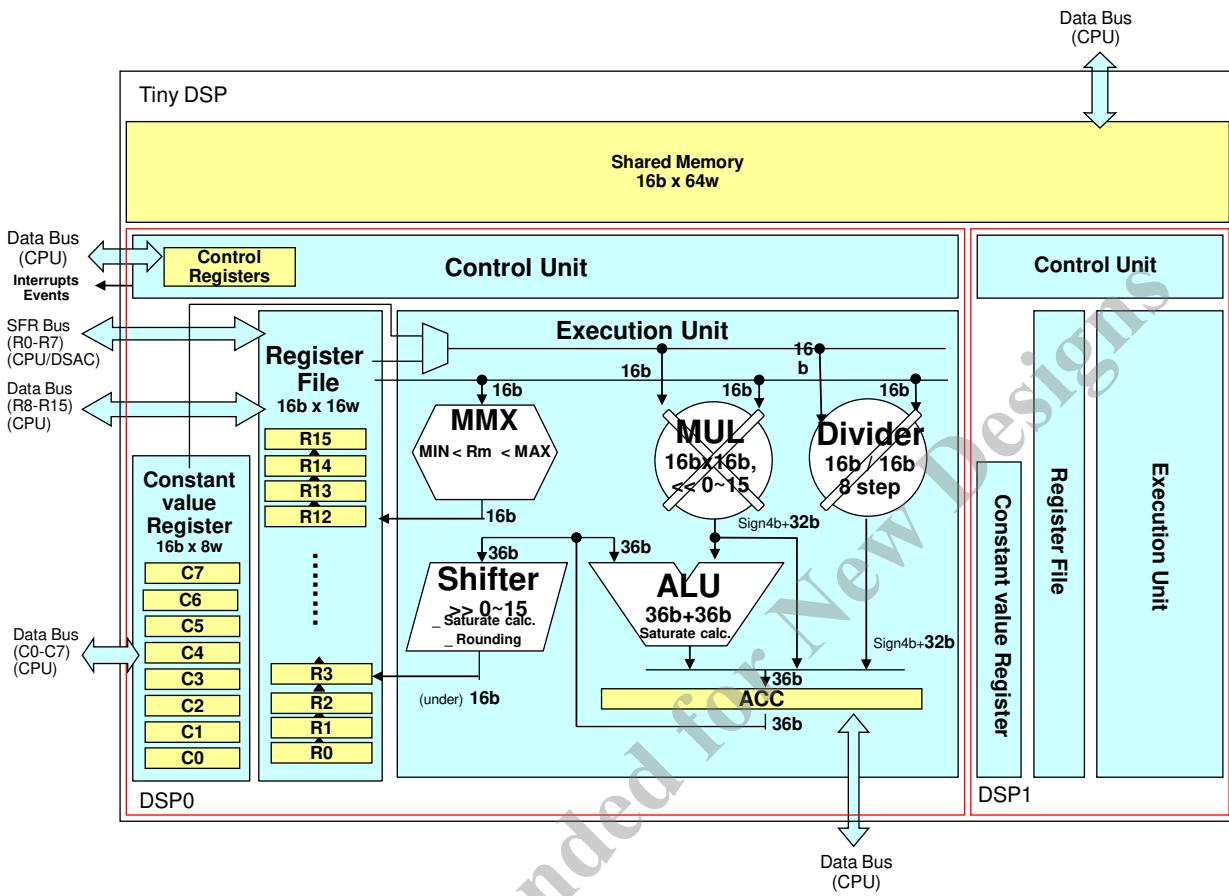 Data Bus
(CPU)
Tiny DSP
Shared Memory
16b x 64w
Data Bus
(CPU)
Interrupts
Events
Control
Registers
Control Unit
Control Unit
SFR Bus
(R0-R7)
(CPU/DSAC)
Data Bus
(R8-R15)
(CPU)
Register
File
16b x 16w
R15
R14
R13
R12
R3
R2
R1
R0
Constant
value
Register
16b x 8w
C7
C6
C5
C4
C3
C2
C1
C0
Data Bus
(C0-C7)
(CPU)
Execution Unit
16b
16b
16
b
16b
16b
MMX
MIN < Rm < MAX
16b
MUL
16bx16b,
<< 0~15
Divider
16b / 16b
8 step
Sign4b+32b
36b
36b
Shifter
>> 0~15
_ Saturate calc.
_ Rounding
(under) 16b
ALU
36b+36b
Saturate calc.
Sign4b+32b
36b
ACC
36b
DSP0
Constant value Register
Register File
Execution Unit
DSP1
Data Bus
(CPU)
nded for New Designs